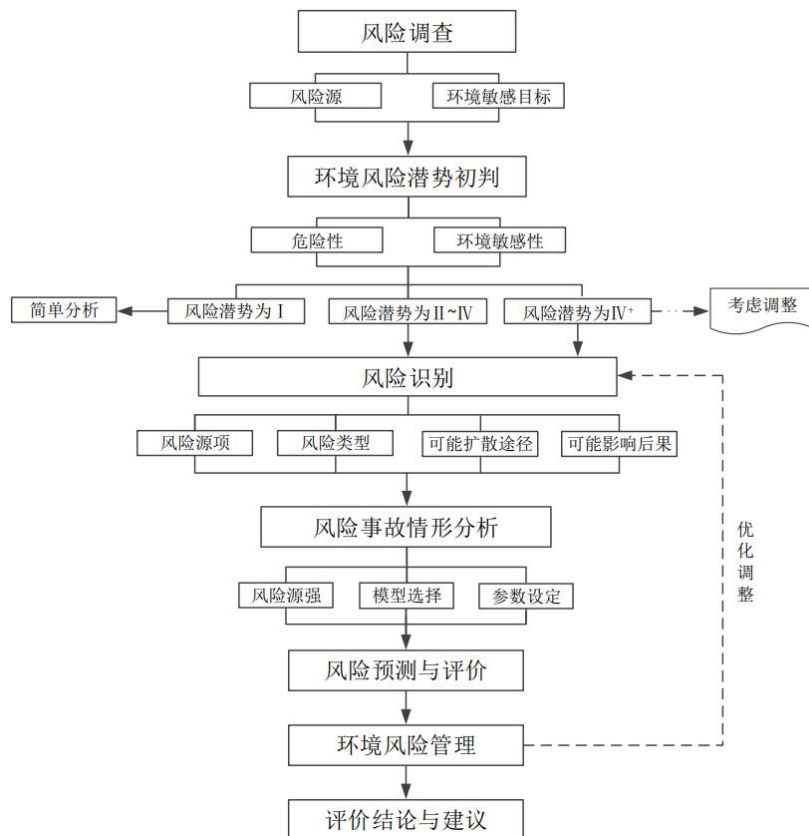 风险调查
风险源
环境敏感目标
环境风险潜势初判
危险性
环境敏感性
简单分析
风险潜势为Ⅰ
风险潜势为Ⅱ~Ⅳ
风险潜势为Ⅳ⁺
考虑调整
风险识别
风险源项
风险类型
可能扩散途径
可能影响后果
风险事故情形分析
优化调整
风险源强
模型选择
参数设定
风险预测与评价
环境风险管理
评价结论与建议